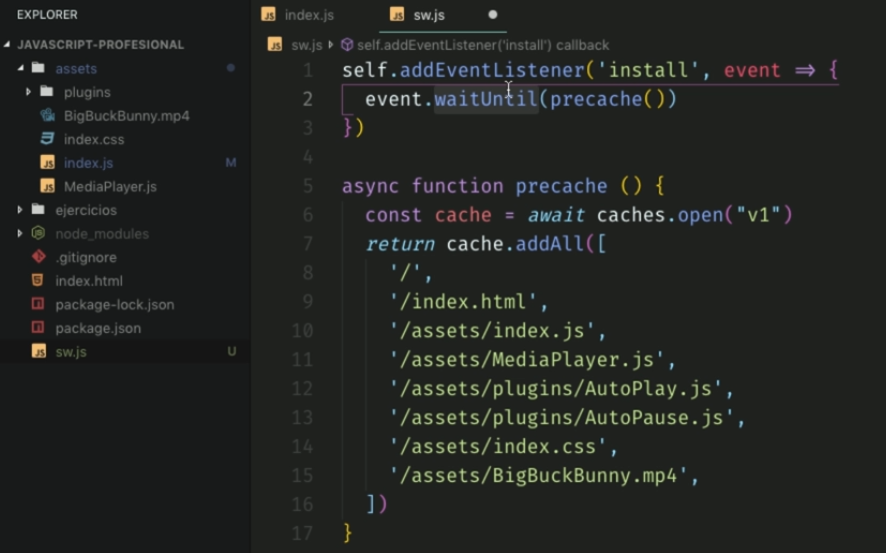 EXPLORER
JAVASCRIPT-PROFESIONAL
assets
plugins
BigBuckBunny.mp4
index.css
index.js M
MediaPlayer.js
ejercicios
node_modules
.gitignore
index.html
package-lock.json
package.json
sw.js U
index.js
sw.js
sw.js self.addEventListener('install') callback
1 self.addEventListener('install', event => {
2 event.waitUntil(precache())
3 })
4
5 async function precache () {
6 const cache = await caches.open("v1")
7 return cache.addAll([
8 '/',
9 '/index.html',
10 '/assets/index.js',
11 '/assets/MediaPlayer.js',
12 '/assets/plugins/AutoPlay.js',
13 '/assets/plugins/AutoPause.js',
14 '/assets/index.css',
15 '/assets/BigBuckBunny.mp4',
16 ])
17 }